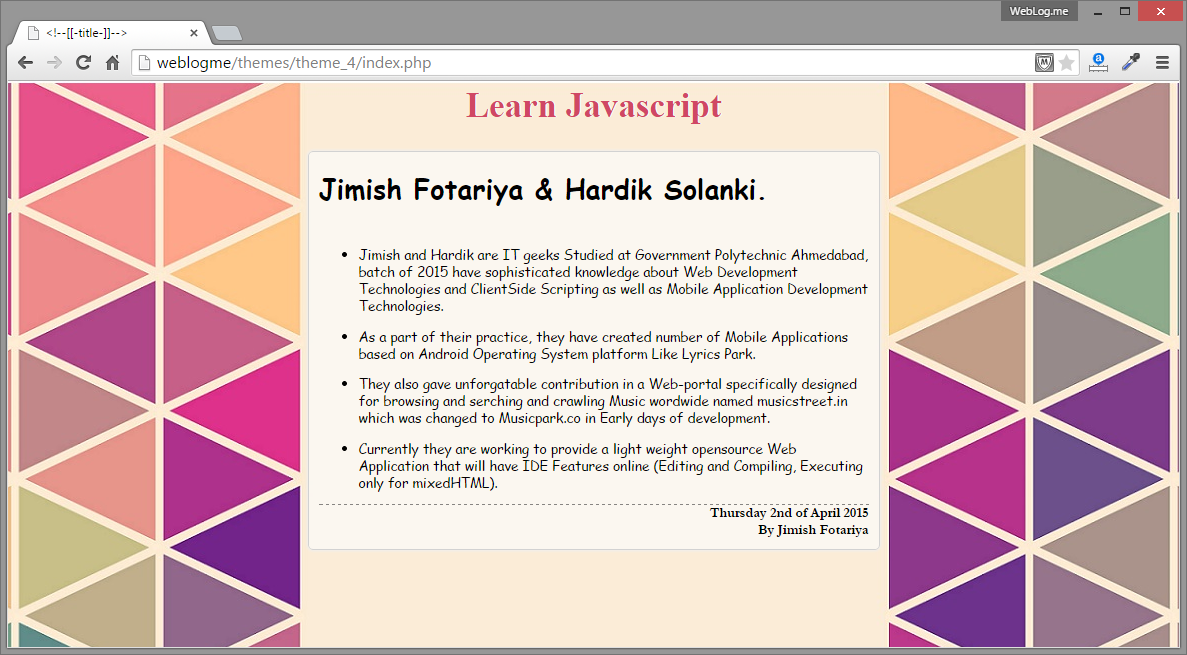 WebLog.me
<!--[[-title-]]-->
weblogme/themes/theme_4/index.php
Learn Javascript
Jimish Fotariya & Hardik Solanki.
• Jimish and Hardik are IT geeks Studied at Government Polytechnic Ahmedabad,
batch of 2015 have sophisticated knowledge about Web Development
Technologies and ClientSide Scripting as well as Mobile Application Development
Technologies.
• As a part of their practice, they have created number of Mobile Applications
based on Android Operating System platform Like Lyrics Park.
• They also gave unforgatable contribution in a Web-portal specifically designed
for browsing and serching and crawling Music wordwide named musicstreet.in
which was changed to Musicpark.co in Early days of development.
• Currently they are working to provide a light weight opensource Web
Application that will have IDE Features online (Editing and Compiling, Executing
only for mixedHTML).
Thursday 2nd of April 2015
By Jimish Fotariya